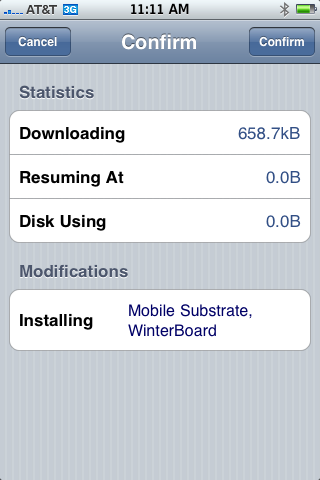 AT&T 3G 11:11 AM
Cancel Confirm Confirm
Statistics
Downloading 658.7kB
Resuming At 0.0B
Disk Using 0.0B
Modifications
Installing Mobile Substrate,
WinterBoard